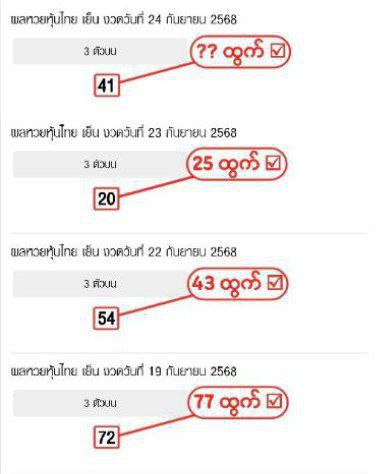 ผลหวยหุ้นไทย เย็น งวดวันที่ 24 กันยายน 2568
3 ตัวบน
?? ထွက် ☑
41
ผลหวยหุ้นไทย เย็น งวดวันที่ 23 กันยายน 2568
3 ตัวบน
25 ထွက် ☑
20
ผลหวยหุ้นไทย เย็น งวดวันที่ 22 กันยายน 2568
3 ตัวบน
43 ထွက် ☑
54
ผลหวยหุ้นไทย เย็น งวดวันที่ 19 กันยายน 2568
3 ตัวบน
77 ထွက် ☑
72